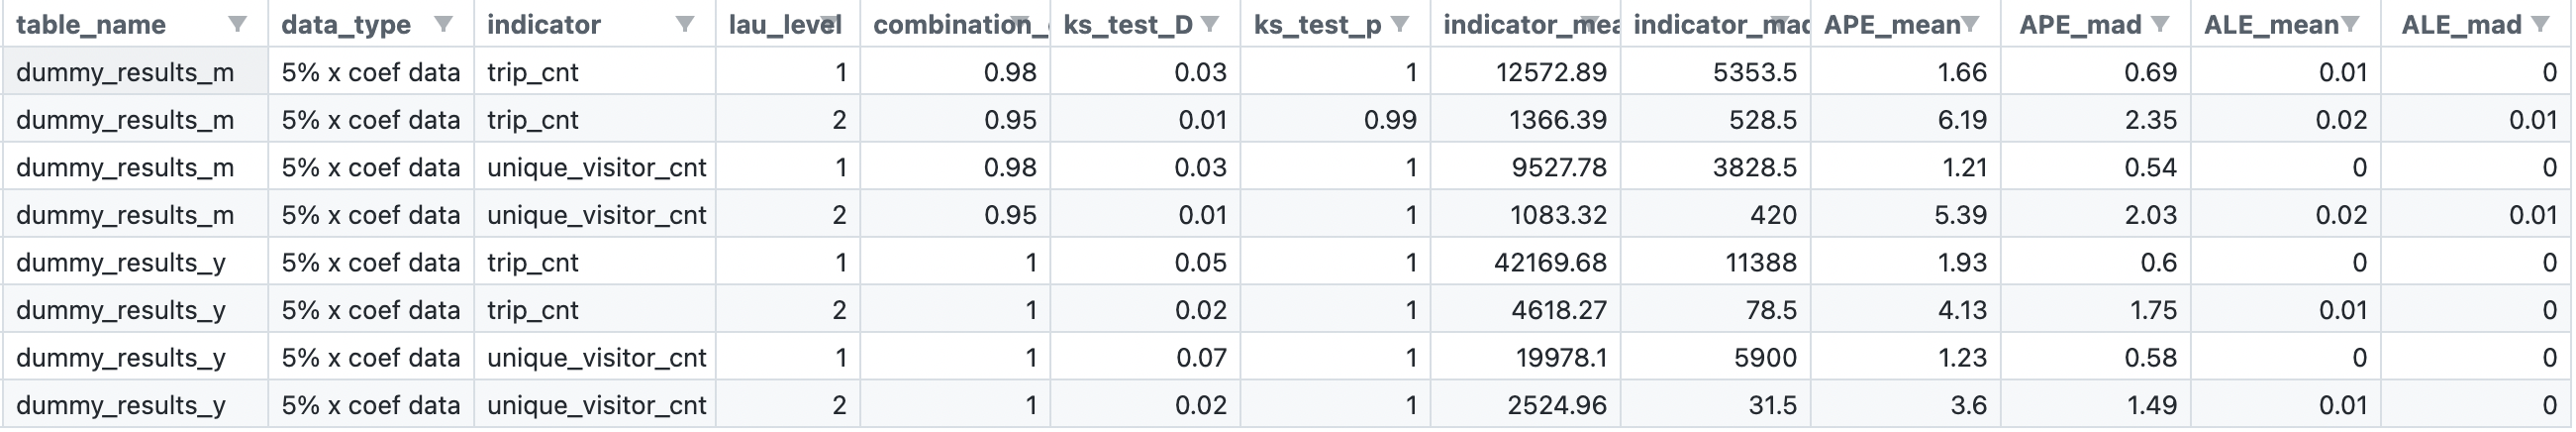 table_name data_type indicator lau_level combination_ ks_test_D ks_test_p indicator_mea indicator_mad APE_mean APE_mad ALE_mean ALE_mad
dummy_results_m 5% x coef data trip_cnt 1 0.98 0.03 1 12572.89 5353.5 1.66 0.69 0.01 0
dummy_results_m 5% x coef data trip_cnt 2 0.95 0.01 0.99 1366.39 528.5 6.19 2.35 0.02 0.01
dummy_results_m 5% x coef data unique_visitor_cnt 1 0.98 0.03 1 9527.78 3828.5 1.21 0.54 0 0
dummy_results_m 5% x coef data unique_visitor_cnt 2 0.95 0.01 1 1083.32 420 5.39 2.03 0.02 0.01
dummy_results_y 5% x coef data trip_cnt 1 1 0.05 1 42169.68 11388 1.93 0.6 0 0
dummy_results_y 5% x coef data trip_cnt 2 1 0.02 1 4618.27 78.5 4.13 1.75 0.01 0
dummy_results_y 5% x coef data unique_visitor_cnt 1 1 0.07 1 19978.1 5900 1.23 0.58 0 0
dummy_results_y 5% x coef data unique_visitor_cnt 2 1 0.02 1 2524.96 31.5 3.6 1.49 0.01 0